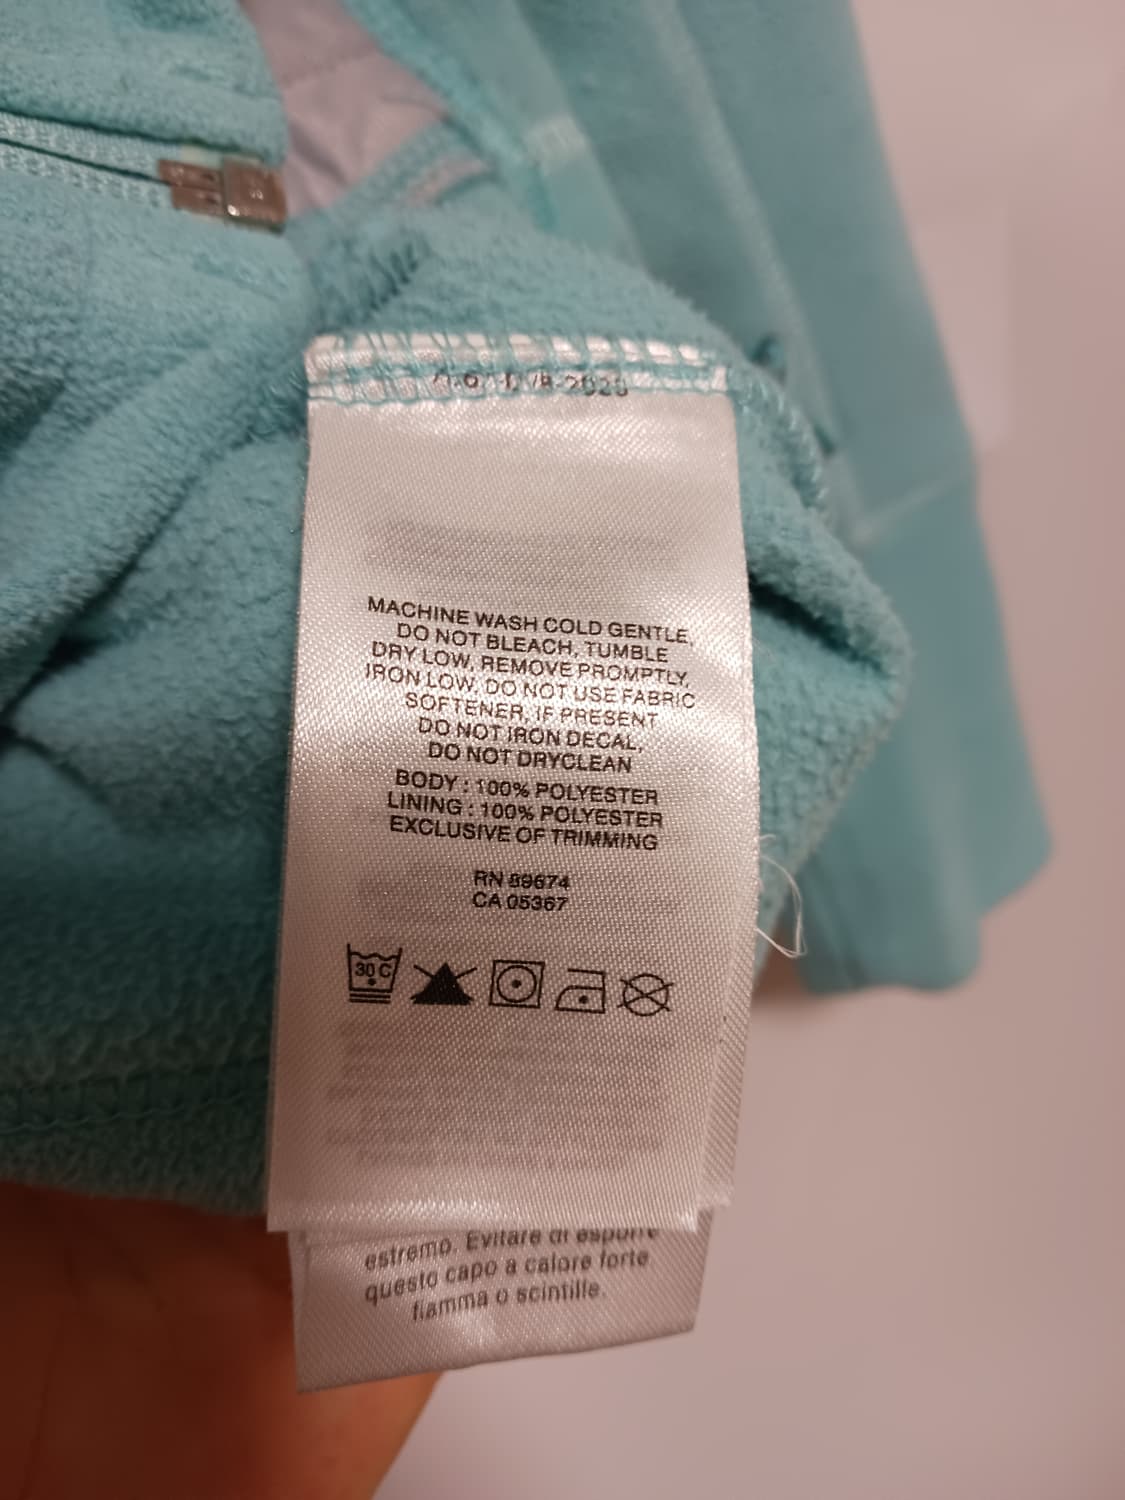 MACHINE WASH COLD GENTLE,
DO NOT BLEACH, TUMBLE
DRY LOW, REMOVE PROMPTLY,
IRON LOW, DO NOT USE FABRIC
SOFTENER, IF PRESENT
DO NOT IRON DECAL,
DO NOT DRYCLEAN
BODY : 100% POLYESTER
LINING : 100% POLYESTER
EXCLUSIVE OF TRIMMING
RN 89674
CA 05367
30 C
estremo. Evitare di esporre
questo capo a calore forte
fiamma o scintille.